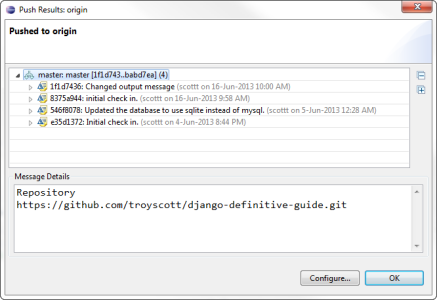 Push Results: origin
Pushed to origin
master: master [1f1d743..babd7ea] (4)
1f1d7436: Changed output message (scottt on 16-Jun-2013 10:00 AM)
8375a944: initial check in. (scottt on 16-Jun-2013 9:58 AM)
546f8078: Updated the database to use sqlite instead of mysql. (scottt on 5-Jun-2013 12:28 AM)
e35d1372: Initial check in. (scottt on 4-Jun-2013 8:44 PM)
Message Details
Repository
https://github.com/troyscott/django-definitive-guide.git
Configure...
OK